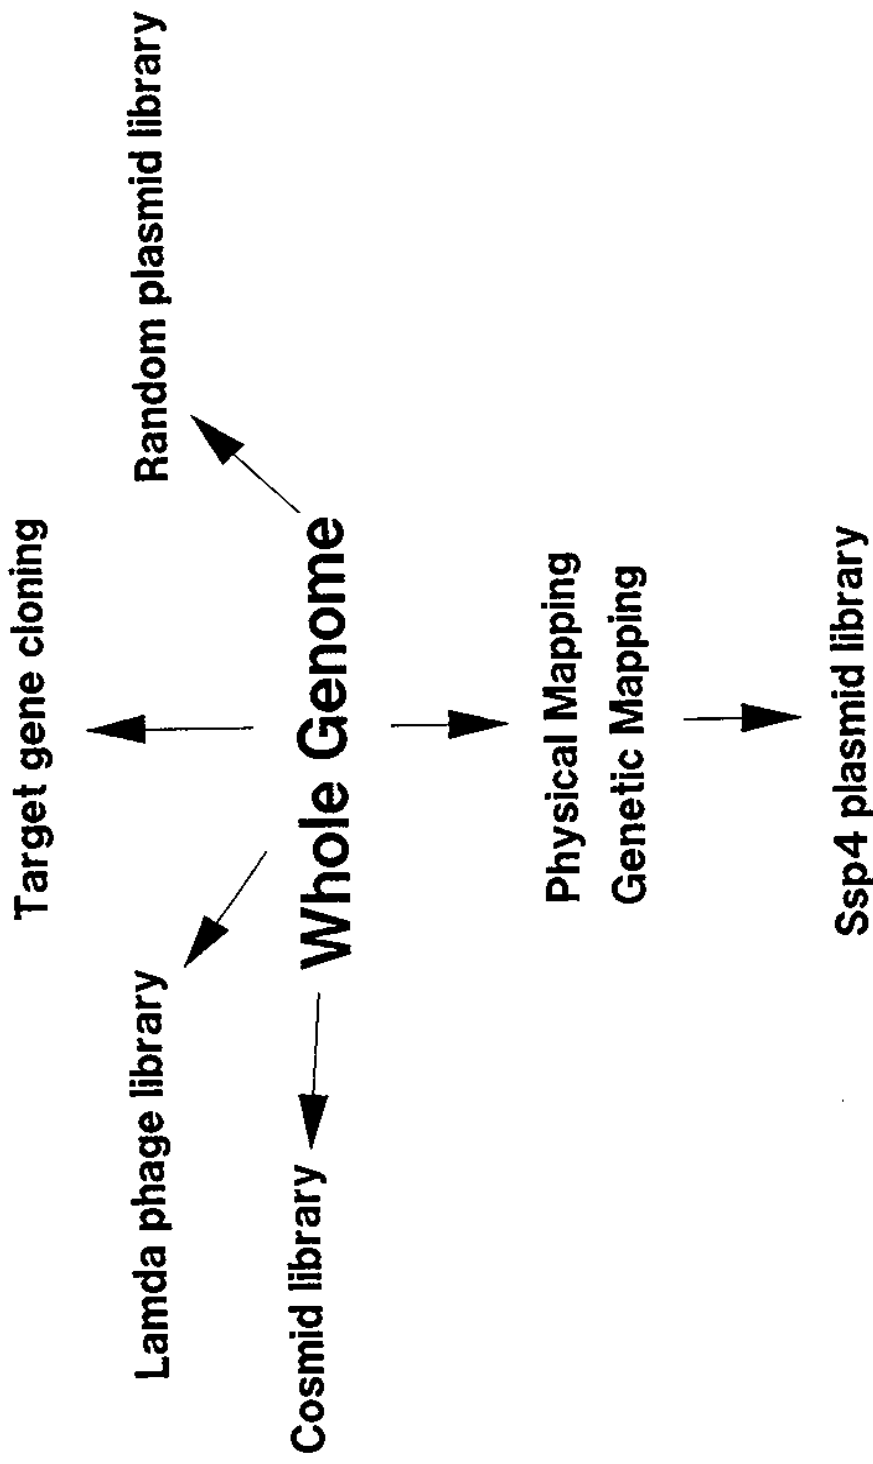 Target gene cloning
Lamda phage library
Random plasmid library
Cosmid library
Whole Genome
Physical Mapping
Genetic Mapping
Ssp4 plasmid library